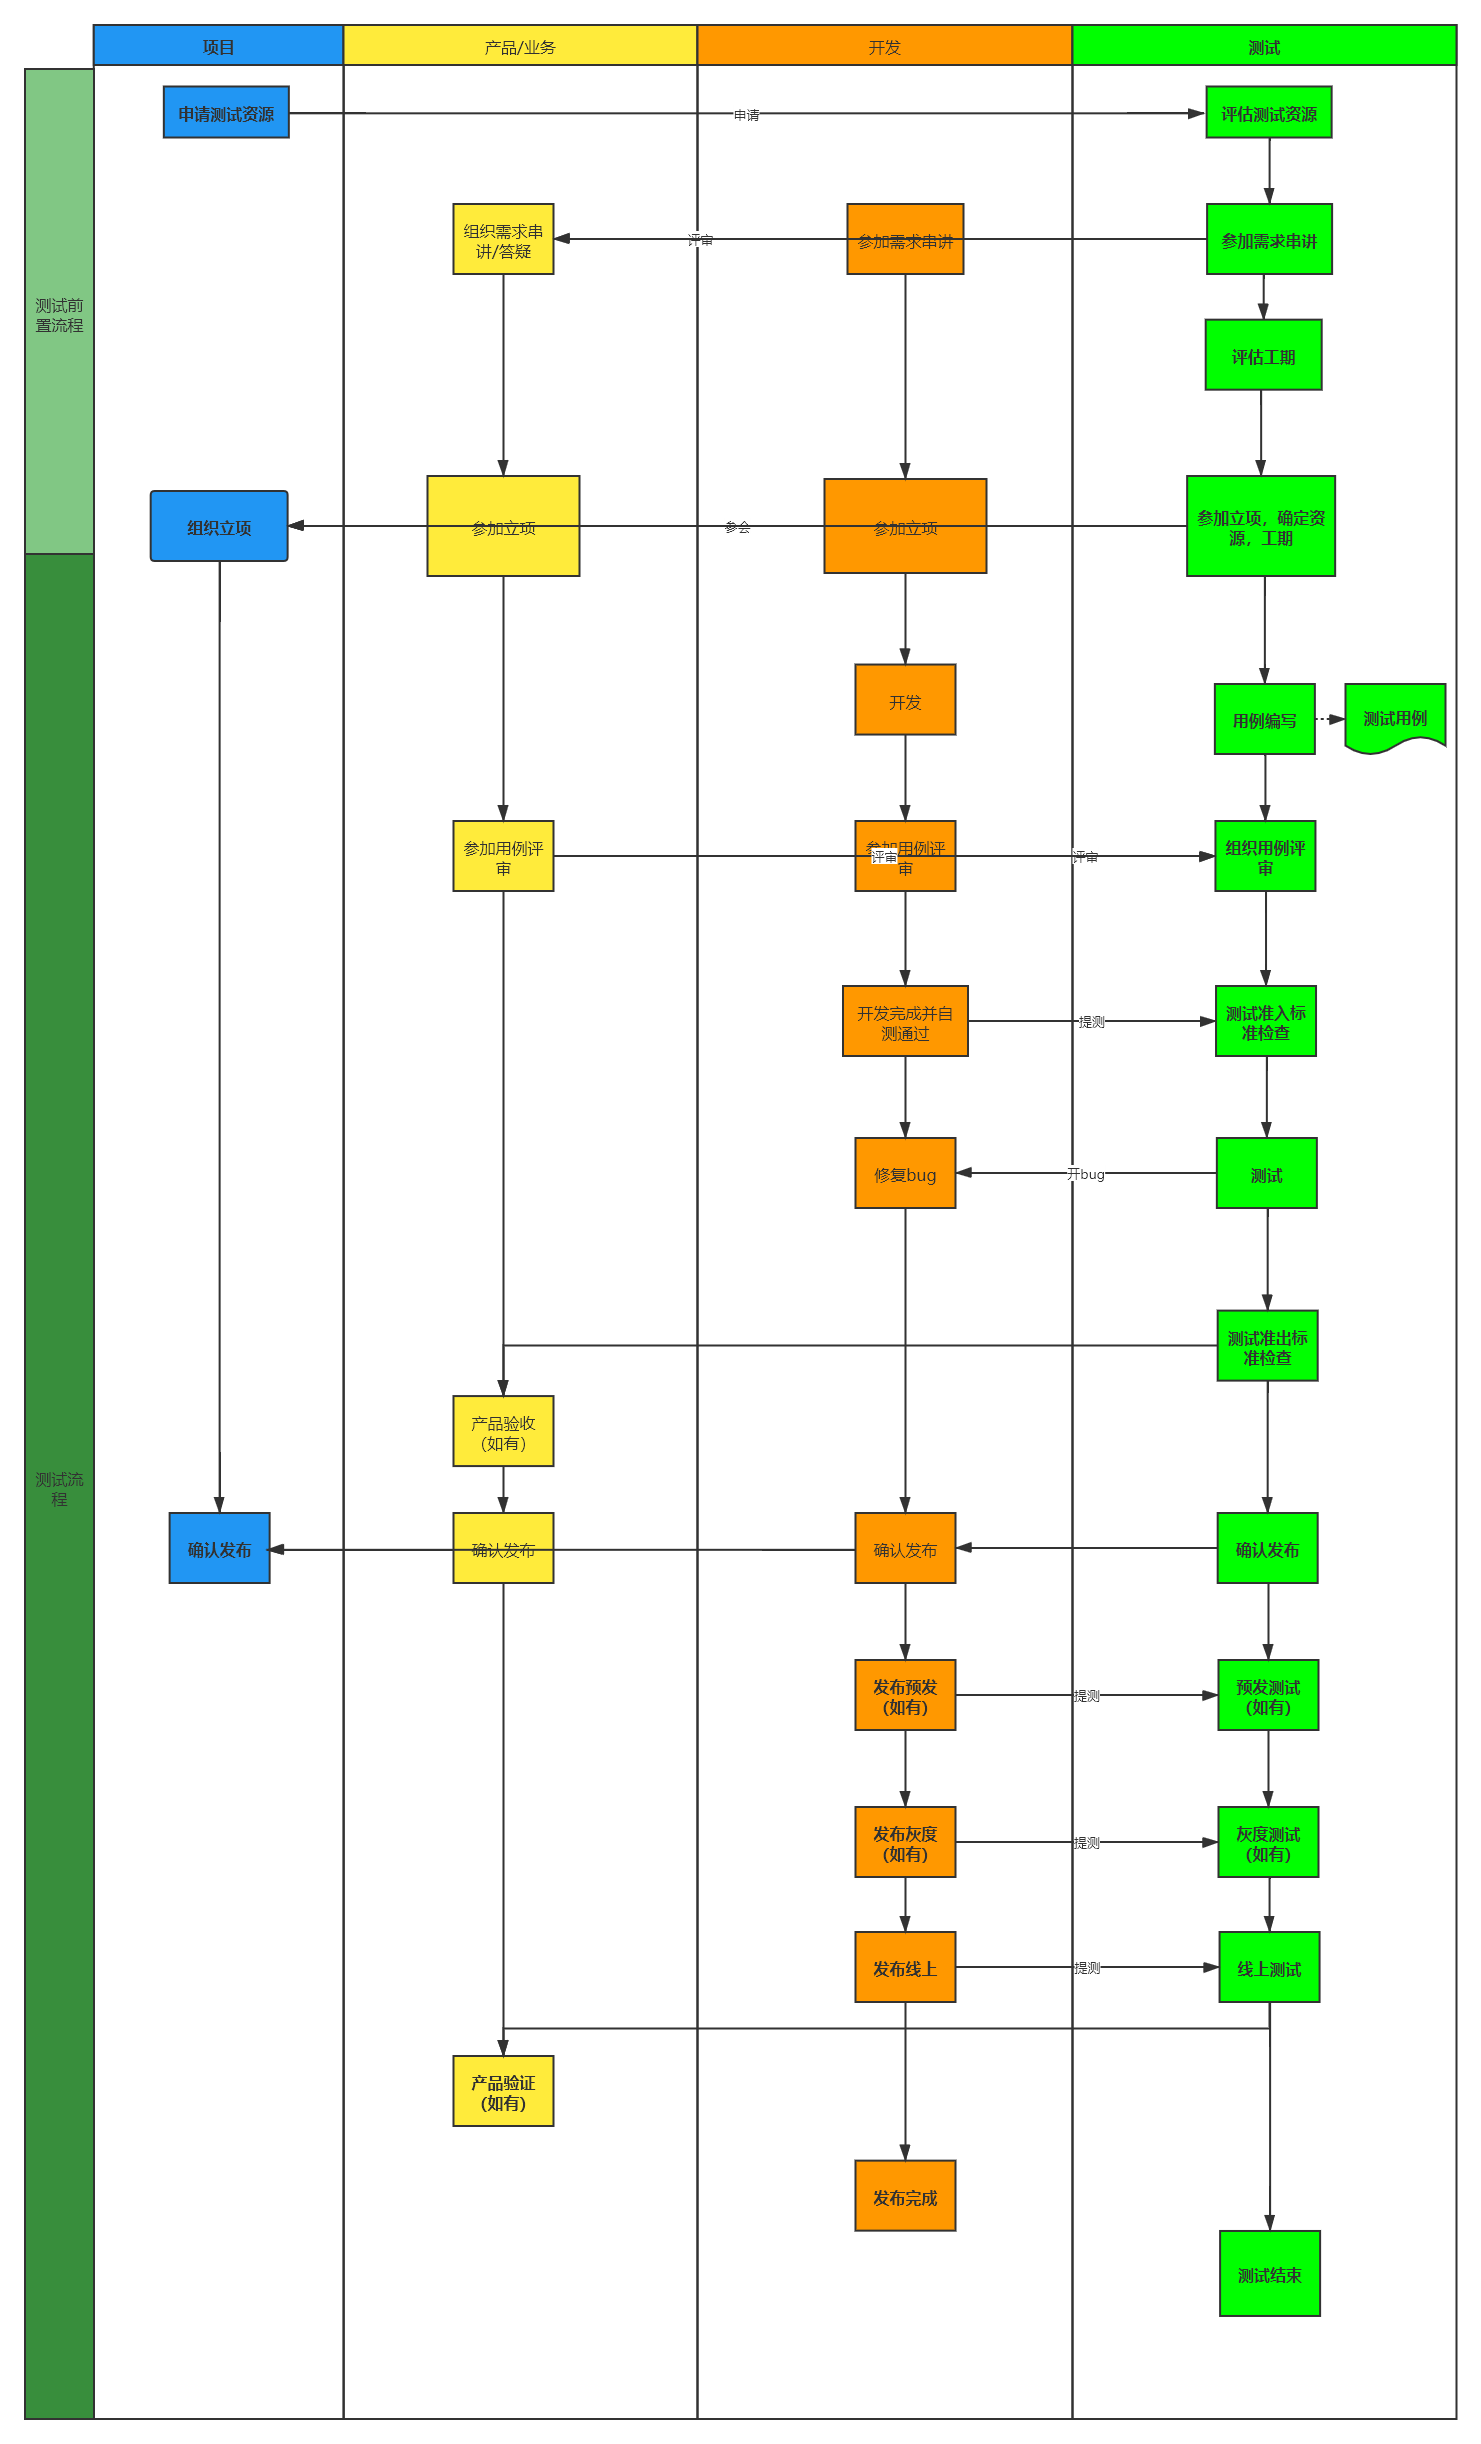 项目
产品/业务
开发
测试
申请测试资源
申请
评估测试资源
组织需求串
讲/答疑
评审
参加需求串讲
参加需求串讲
测试前
置流程
评估工期
组织立项
参加立项
参会
参加立项
参加立项，确定资
源，工期
开发
用例编写
测试用例
参加用例评
审
参加用例评
审
评审
评审
组织用例评
审
开发完成并自
测通过
提测
测试准入标
准检查
修复bug
开bug
测试
测试准出标
准检查
产品验收
（如有）
测试流
程
确认发布
确认发布
确认发布
确认发布
发布预发
（如有）
提测
预发测试
（如有）
发布灰度
（如有）
提测
灰度测试
（如有）
发布线上
提测
线上测试
产品验证
（如有）
发布完成
测试结束